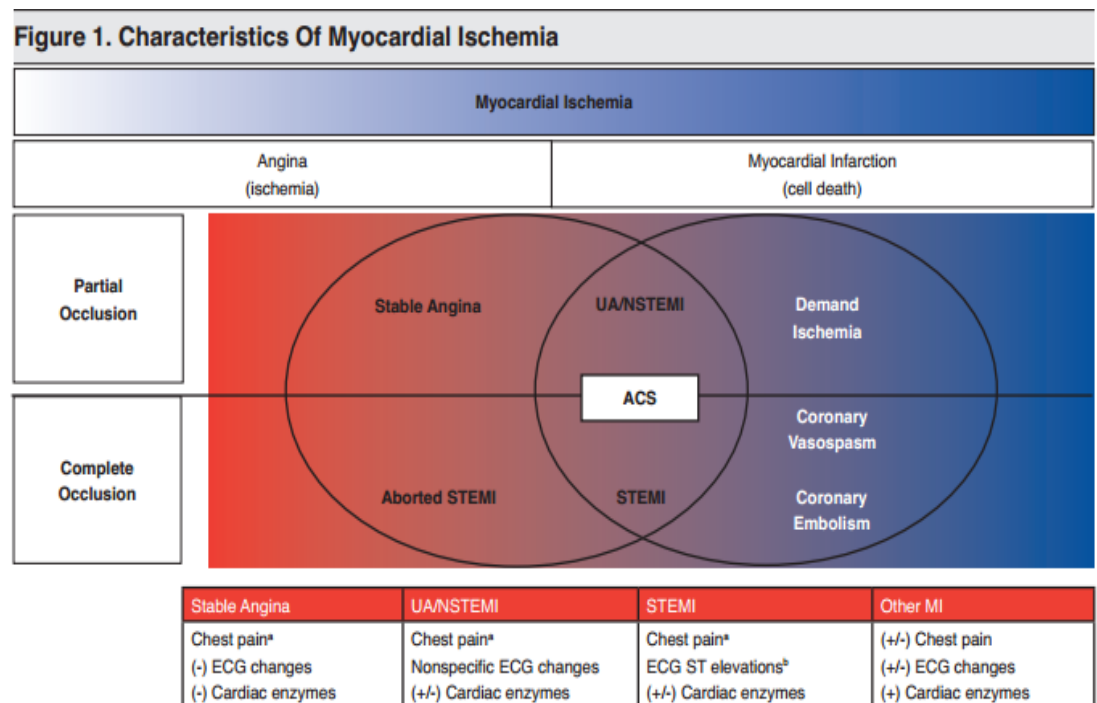 Figure 1. Characteristics Of Myocardial Ischemia
Myocardial Ischemia
Angina
(ischemia)
Myocardial Infarction
(cell death)
Partial
Occlusion
Stable Angina
UA/NSTEMI
Demand
Ischemia
ACS
Complete
Occlusion
Coronary
Vasospasm
Aborted STEMI
STEMI
Coronary
Embolism
Stable Angina
Chest painᵃ
(-) ECG changes
(-) Cardiac enzymes
UA/NSTEMI
Chest painᵃ
Nonspecific ECG changes
(+/-) Cardiac enzymes
STEMI
Chest painᵃ
ECG ST elevationsᵇ
(+/-) Cardiac enzymes
Other MI
(+/-) Chest pain
(+/-) ECG changes
(+) Cardiac enzymes